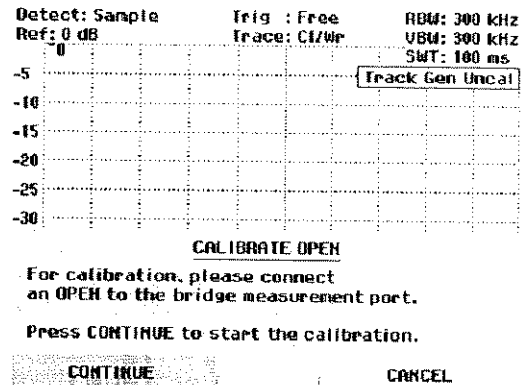 Detect: Sample Trig : Free RBW: 300 kHz
Ref: 0 dB Trace: Cl/Wr VBW: 300 kHz
SWT: 100 ms
0
Track Gen Uncal
-5
-10
-15
-20
-25
-30
CALIBRATE OPEN
For calibration, please connect
an OPEN to the bridge measurement port.
Press CONTINUE to start the calibration.
CONTINUE CANCEL